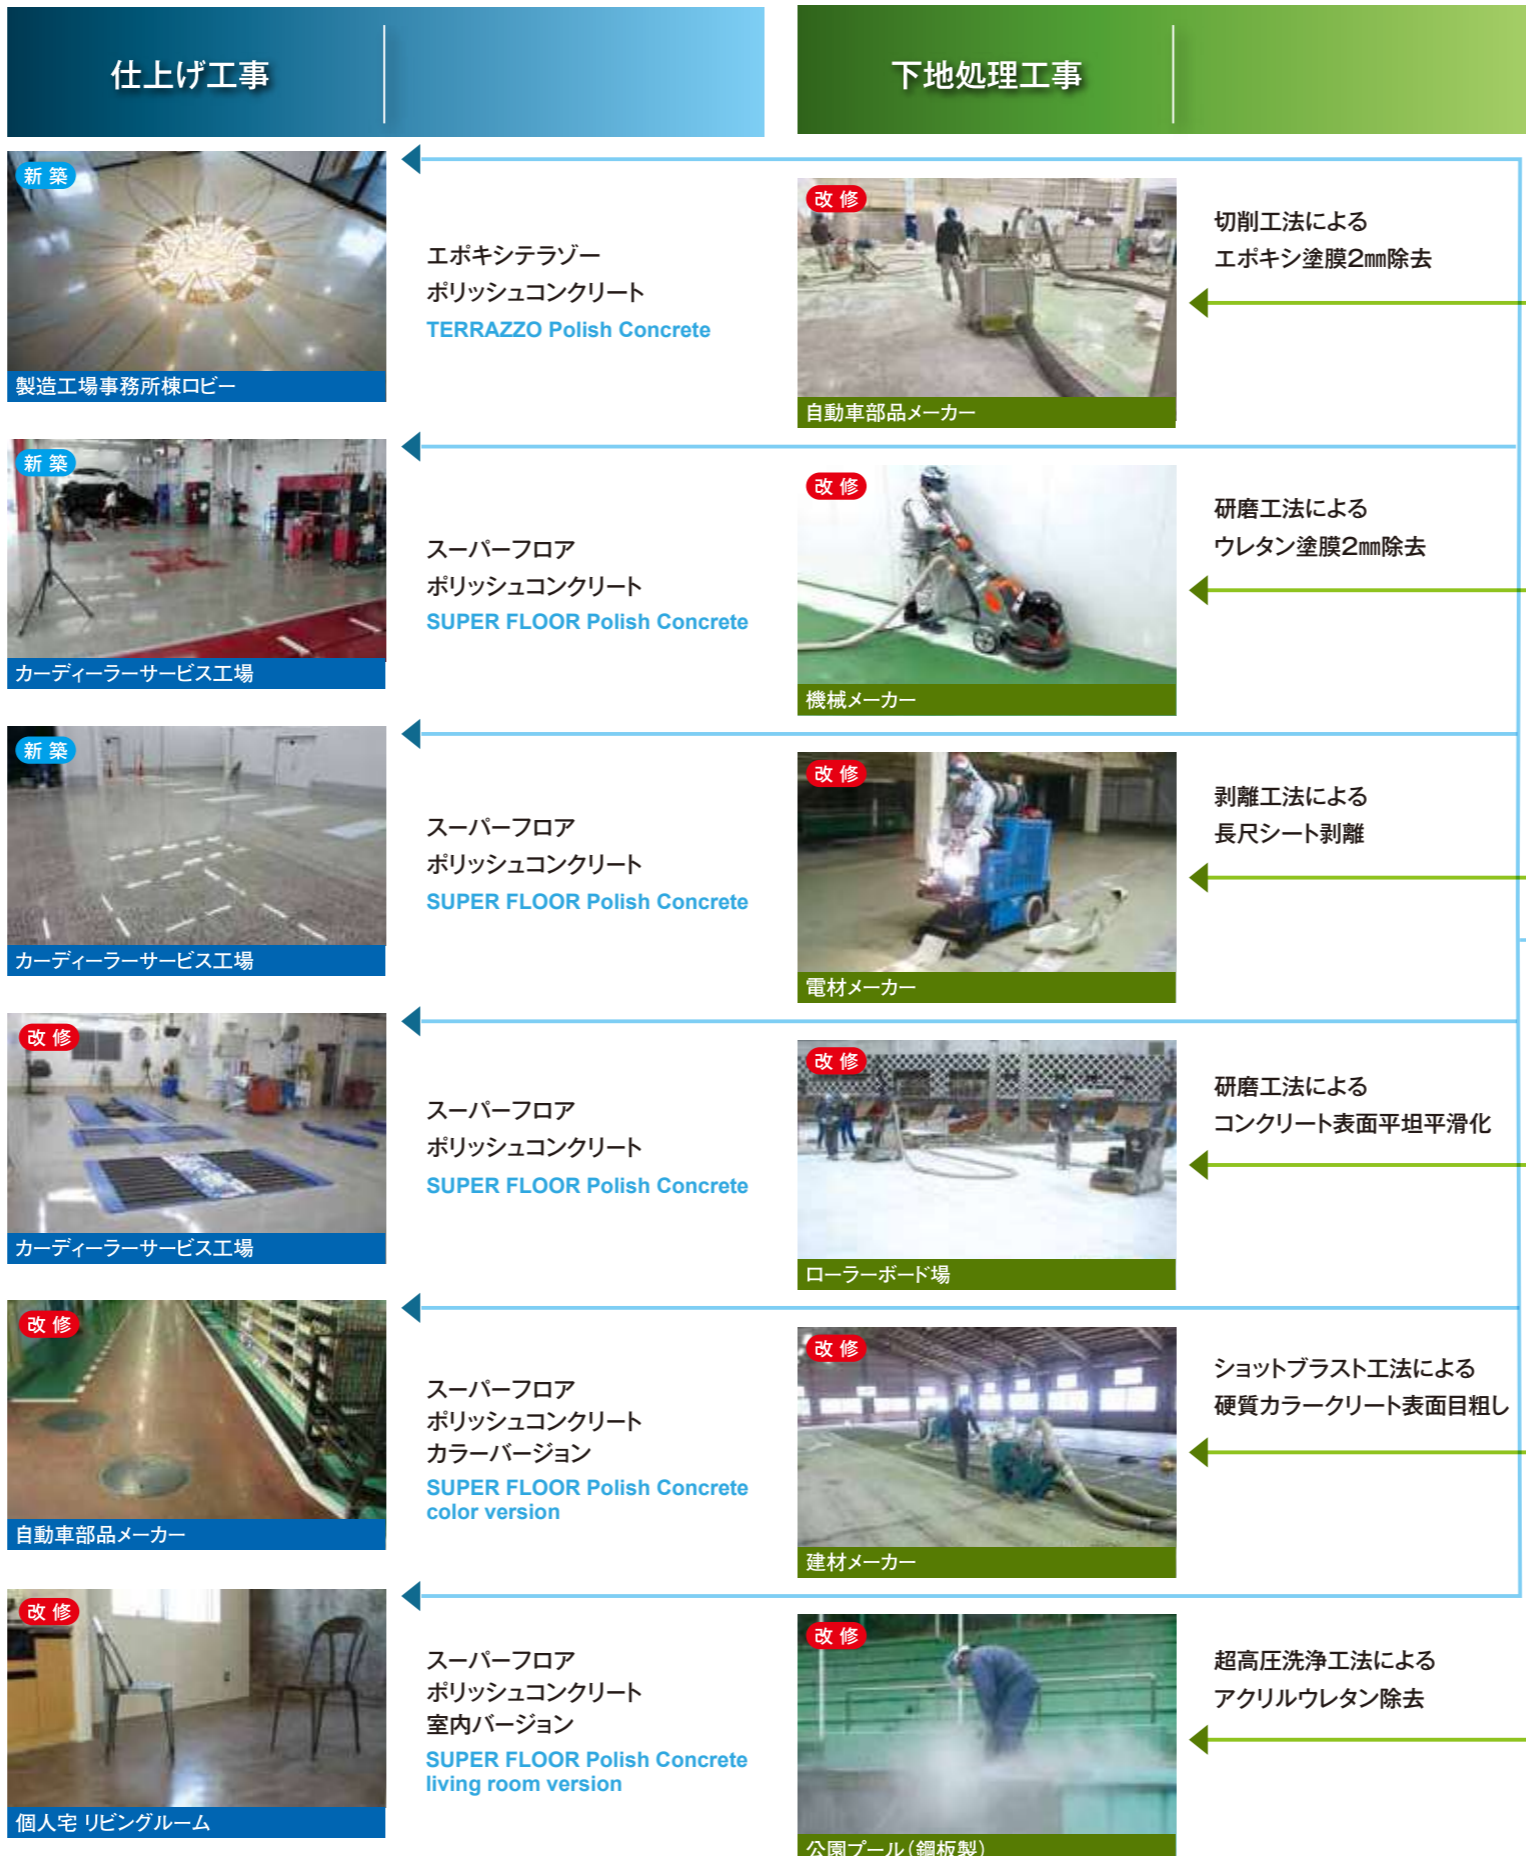 仕上げ工事
新築
製造工場事務所棟ロビー
エポキシテラゾー
ポリッシュコンクリート
TERRAZZO Polish Concrete
新築
カーディーラーサービス工場
スーパーフロア
ポリッシュコンクリート
SUPER FLOOR Polish Concrete
新築
カーディーラーサービス工場
スーパーフロア
ポリッシュコンクリート
SUPER FLOOR Polish Concrete
改修
カーディーラーサービス工場
スーパーフロア
ポリッシュコンクリート
SUPER FLOOR Polish Concrete
改修
自動車部品メーカー
スーパーフロア
ポリッシュコンクリート
カラーバージョン
SUPER FLOOR Polish Concrete
color version
改修
個人宅 リビングルーム
スーパーフロア
ポリッシュコンクリート
室内バージョン
SUPER FLOOR Polish Concrete
living room version
下地処理工事
改修
自動車部品メーカー
切削工法による
エポキシ塗膜2㎜除去
改修
機械メーカー
研磨工法による
ウレタン塗膜2㎜除去
改修
電材メーカー
剥離工法による
長尺シート剥離
改修
ローラーボード場
研磨工法による
コンクリート表面平坦平滑化
改修
建材メーカー
ショットブラスト工法による
硬質カラークリート表面目粗し
改修
公園プール（鋼板製）
超高圧洗浄工法による
アクリルウレタン除去